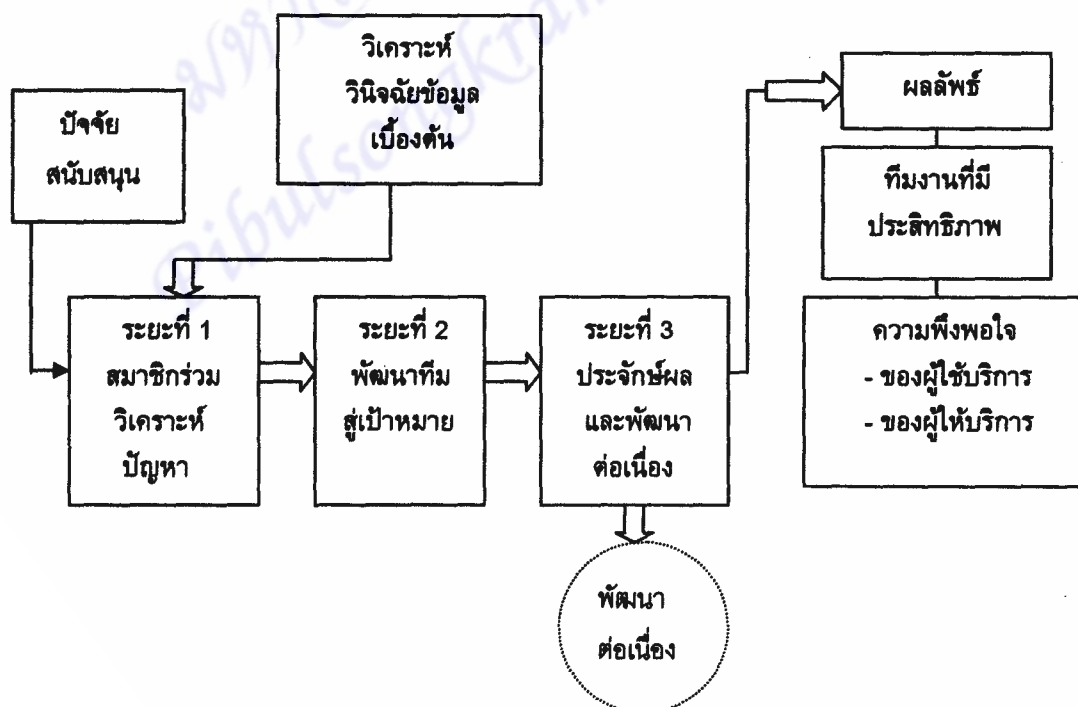 วิเคราะห์
วินิจฉัยข้อมูล
เบื้องต้น
ปัจจัย
สนับสนุน
ผลลัพธ์
ทีมงานที่มี
ประสิทธิภาพ
ระยะที่ 1
สมาชิกร่วม
วิเคราะห์
ปัญหา
ระยะที่ 2
พัฒนาทีม
สู่เป้าหมาย
ระยะที่ 3
ประจักษ์ผล
และพัฒนา
ต่อเนื่อง
ความพึงพอใจ
- ของผู้ใช้บริการ
- ของผู้ให้บริการ
พัฒนา
ต่อเนื่อง